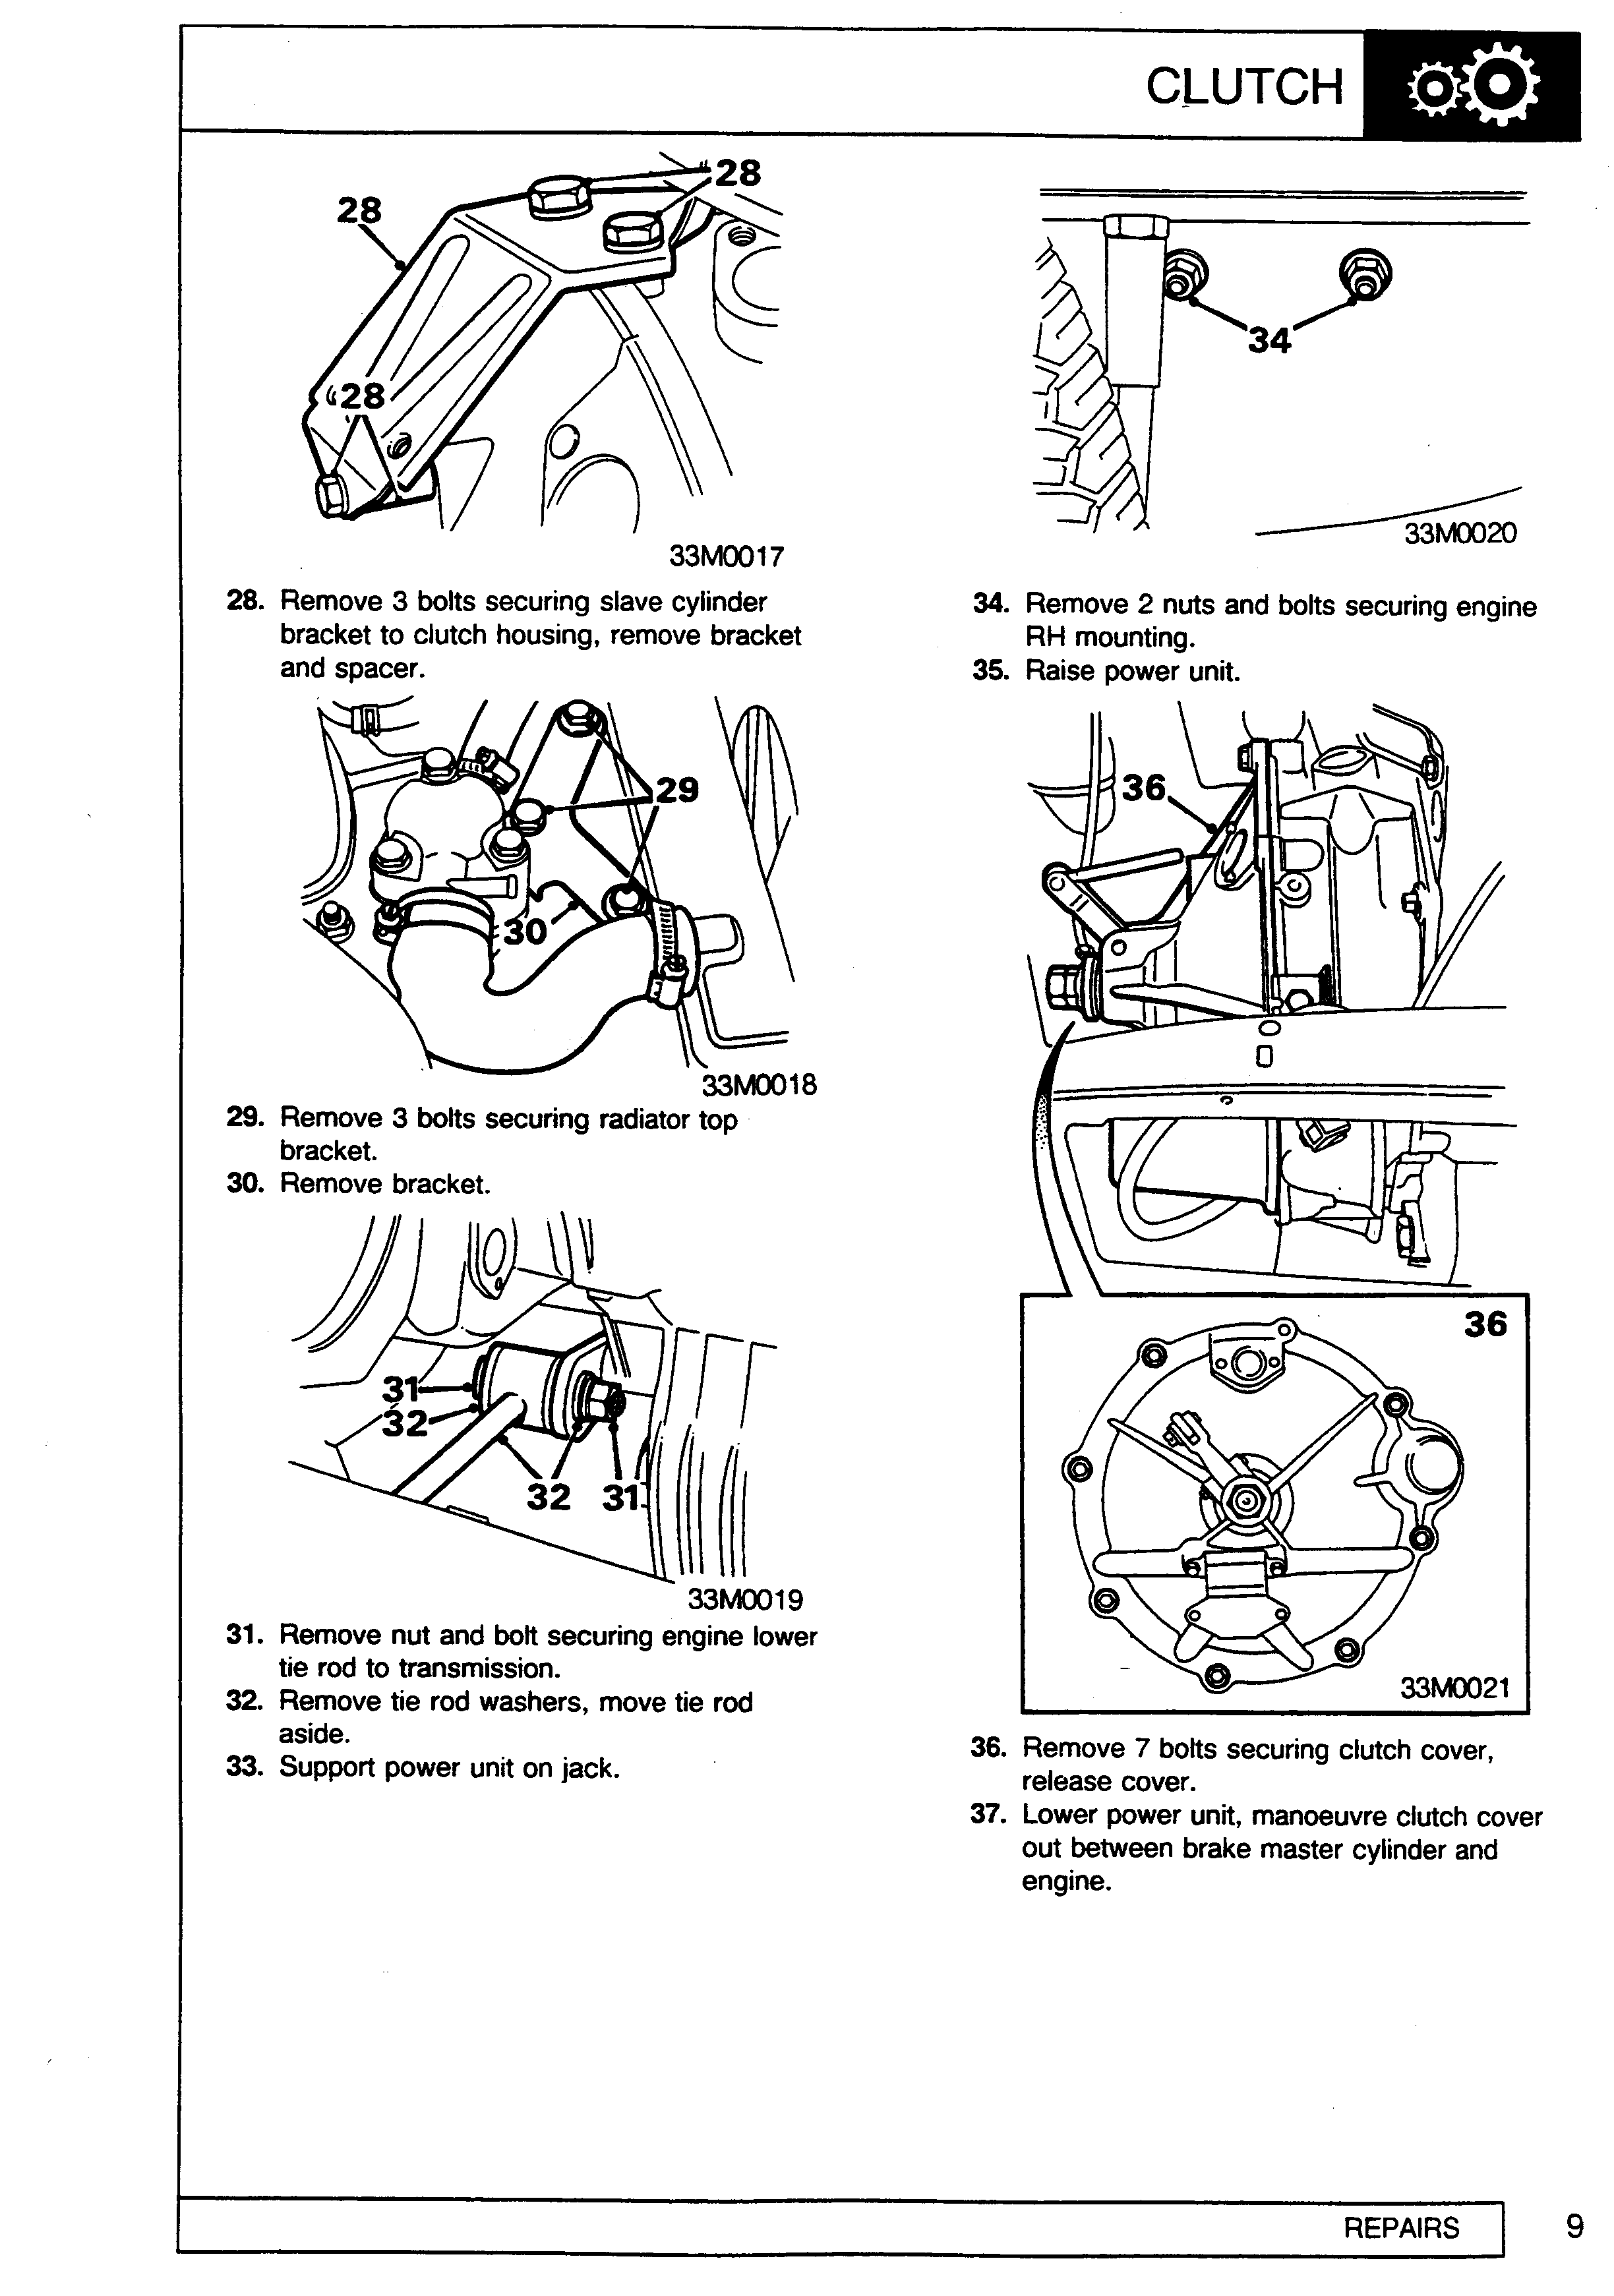 CLUTCH
28
28
28
33M0017
28. Remove 3 bolts securing slave cylinder
bracket to clutch housing, remove bracket
and spacer.
29
30
33M0018
29. Remove 3 bolts securing radiator top
bracket.
30. Remove bracket.
31
32
32 31
33M0019
31. Remove nut and bolt securing engine lower
tie rod to transmission.
32. Remove tie rod washers, move tie rod
aside.
33. Support power unit on jack.
34
33M0020
34. Remove 2 nuts and bolts securing engine
RH mounting.
35. Raise power unit.
36
36
33M0021
36. Remove 7 bolts securing clutch cover,
release cover.
37. Lower power unit, manoeuvre clutch cover
out between brake master cylinder and
engine.
REPAIRS 9